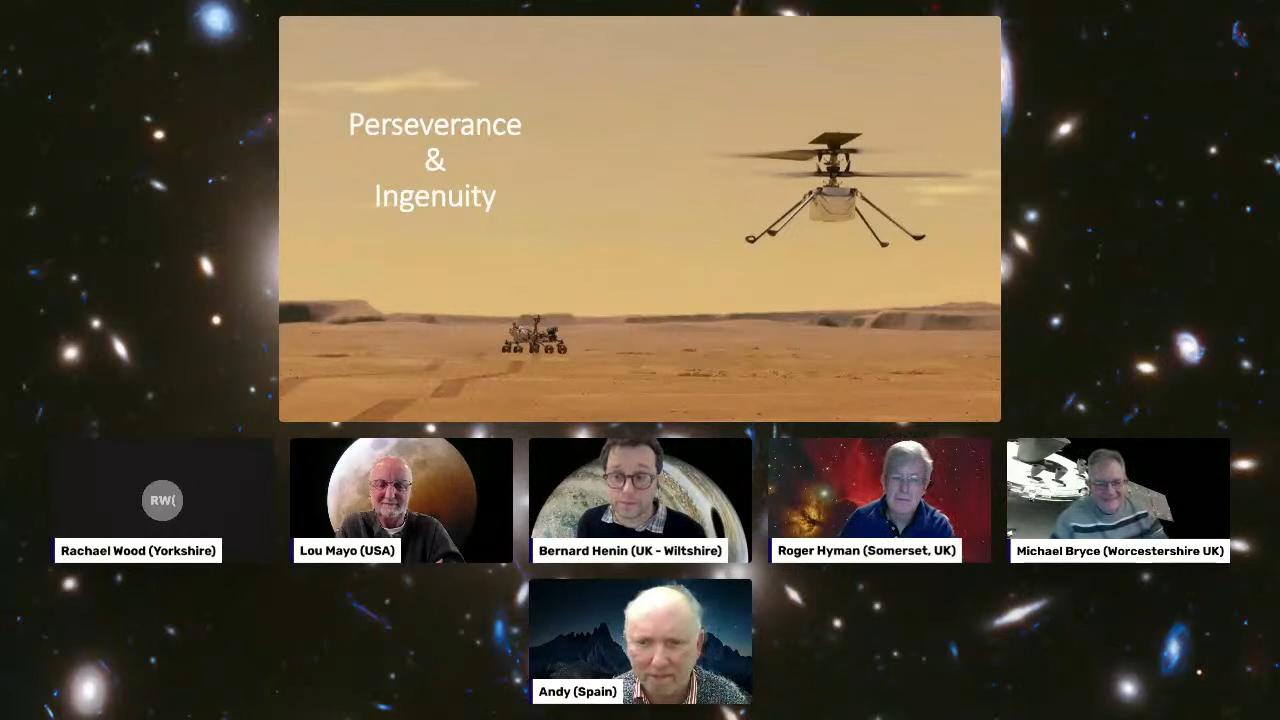 Perseverance
&
Ingenuity
RW(
Rachael Wood (Yorkshire)
Lou Mayo (USA)
Bernard Henin (UK - Wiltshire)
Roger Hyman (Somerset, UK)
Michael Bryce (Worcestershire UK)
Andy (Spain)